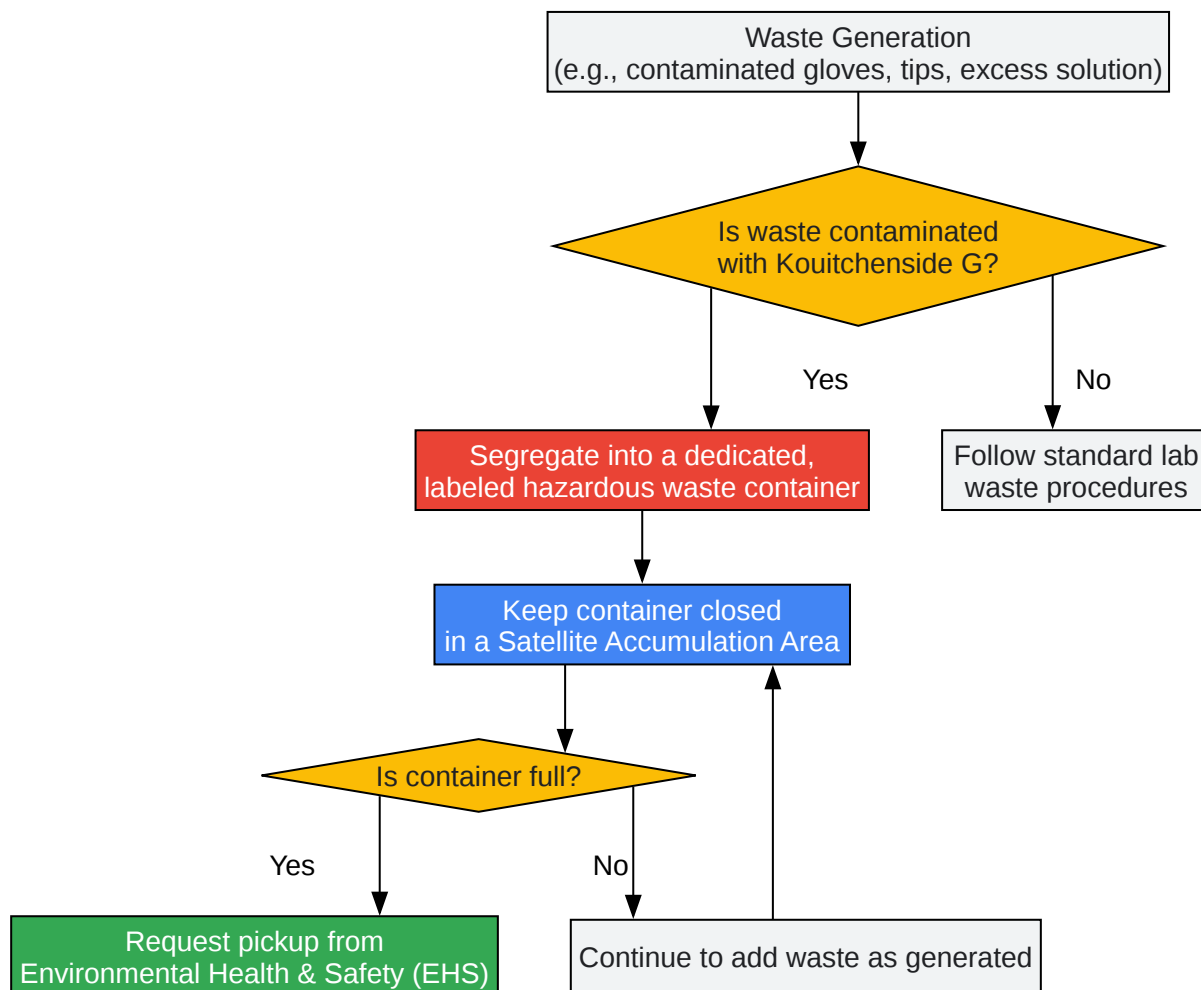 Waste Generation
(e.g., contaminated gloves, tips, excess solution)
Is waste contaminated
with Kouitchenside G?
Yes
No
Segregate into a dedicated,
labeled hazardous waste container
Follow standard lab
waste procedures
Keep container closed
in a Satellite Accumulation Area
Is container full?
Yes
No
Request pickup from
Environmental Health & Safety (EHS)
Continue to add waste as generated